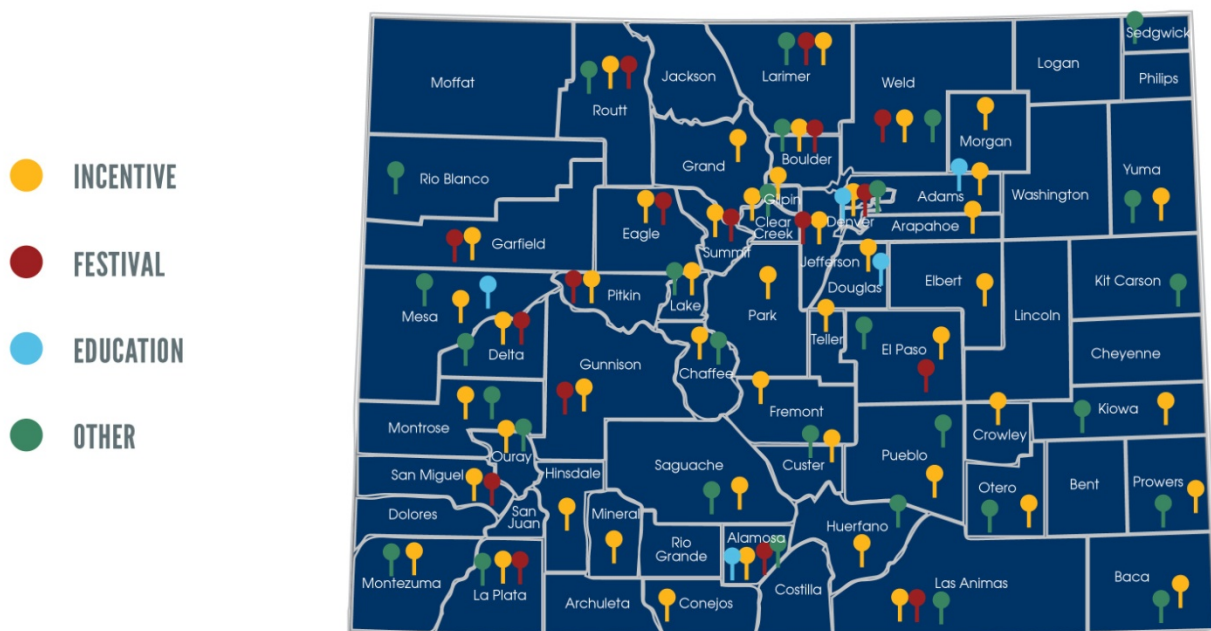 INCENTIVE
FESTIVAL
EDUCATION
OTHER
Moffat
Routt
Jackson
Larimer
Weld
Logan
Sedgwick
Philips
Morgan
Grand
Boulder
Rio Blanco
Yuma
Gilpin
Adams
Washington
Clear
Creek
Denver
Arapahoe
Eagle
Garfield
Summit
Jefferson
Douglas
Elbert
Kit Carson
Mesa
Pitkin
Lake
Park
Lincoln
Teller
El Paso
Cheyenne
Delta
Gunnison
Chaffee
Fremont
Kiowa
Montrose
Crowley
Ouray
Pueblo
San Miguel
Hinsdale
Saguache
Custer
Otero
Bent
Prowers
Dolores
San
Juan
Mineral
Huerfano
Rio
Grande
Alamosa
Montezuma
La Plata
Archuleta
Conejos
Costilla
Las Animas
Baca